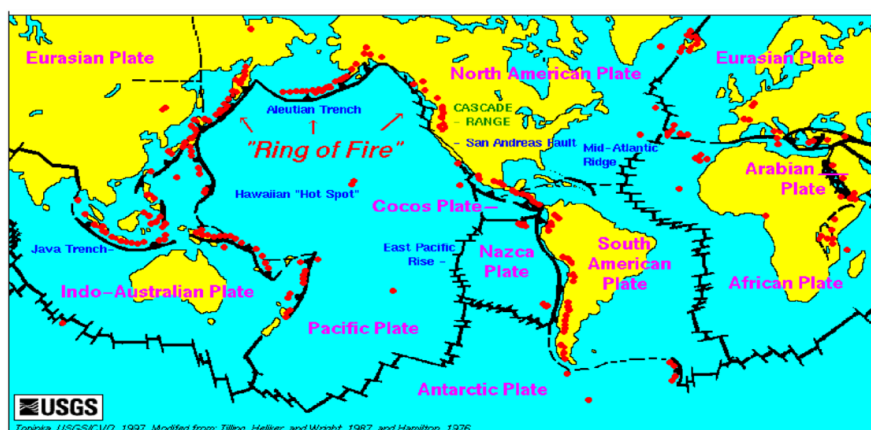 Eurasian Plate
North American Plate
Eurasian Plate
Aleutian Trench
CASCADE
- RANGE
"Ring of Fire"
- San Andreas Fault
Mid-Atlantic
Ridge
Arabian
Plate
Hawaiian "Hot Spot"
Cocos Plate-
Java Trench-
East Pacific
Rise -
Nazca
Plate
South
American
Plate
African Plate
Indo-Australian Plate
Pacific Plate
Antarctic Plate
USGS
Topinka, USGS/CVO, 1997, Modified from: Tilling, Heliker, and Wright, 1987, and Hamilton, 1976